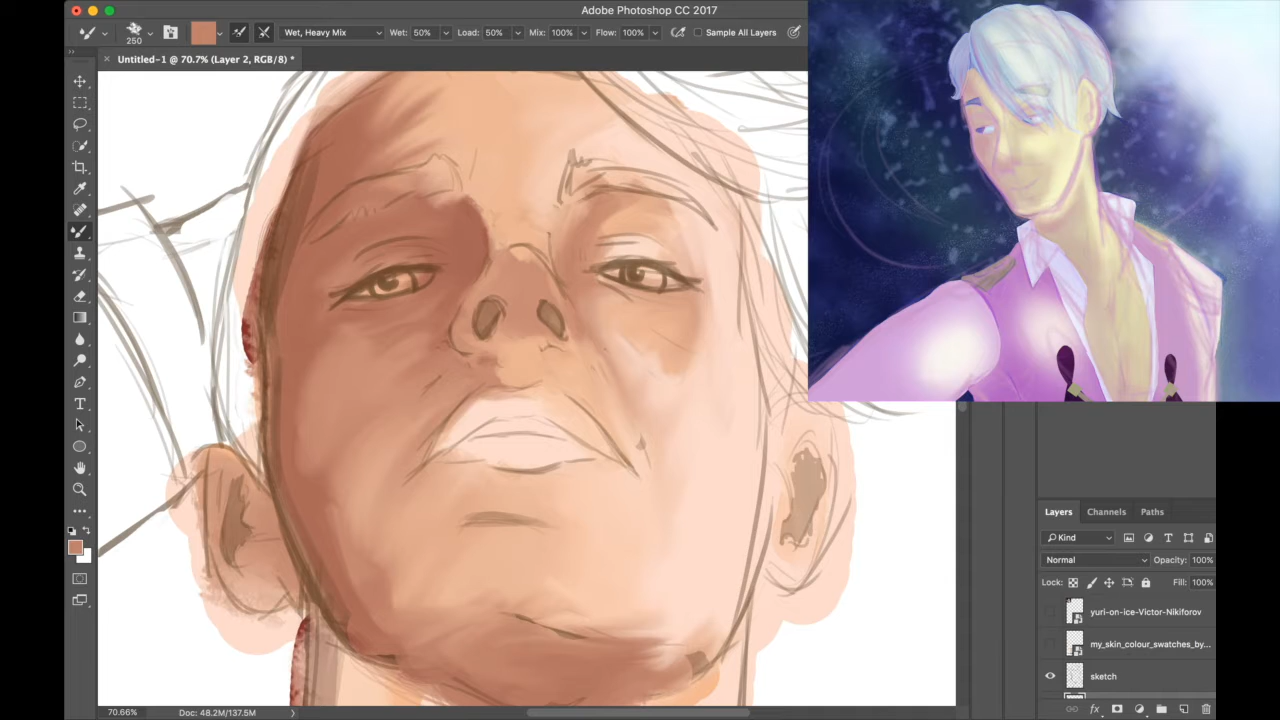 Adobe Photoshop CC 2017
250
Wet, Heavy Mix
Wet: 50%
Load: 50%
Mix: 100%
Flow: 100%
Sample All Layers
× Untitled-1 @ 70.7% (Layer 2, RGB/8) *
Layers Channels Paths
Kind
Normal
Opacity: 100%
Lock:
Fill: 100%
yuri-on-ice-Victor-Nikiforov
my_skin_colour_swatches_by...
sketch
fx
70.66%
Doc: 48.2M/137.5M